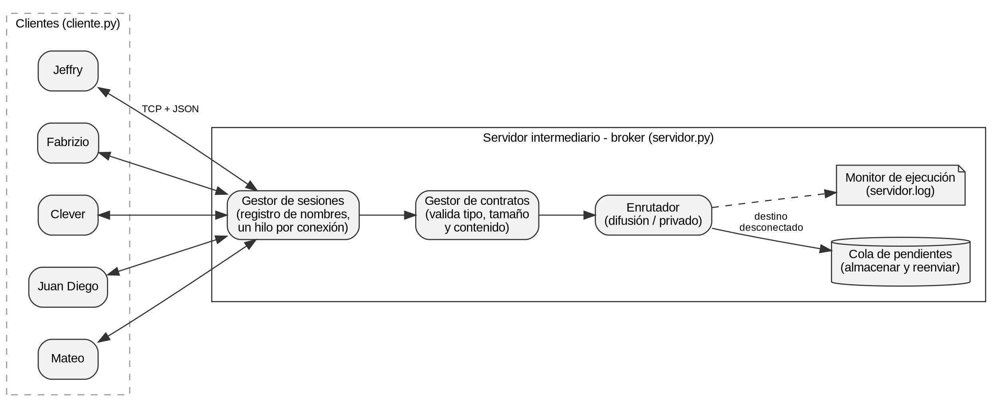 Clientes (cliente.py)
Jeffry
TCP + JSON
Fabrizio
Clever
Juan Diego
Mateo
Servidor intermediario - broker (servidor.py)
Gestor de sesiones
(registro de nombres,
un hilo por conexión)
Gestor de contratos
(valida tipo, tamaño
y contenido)
Enrutador
(difusión / privado)
Monitor de ejecución
(servidor.log)
destino
desconectado
Cola de pendientes
(almacenar y reenviar)